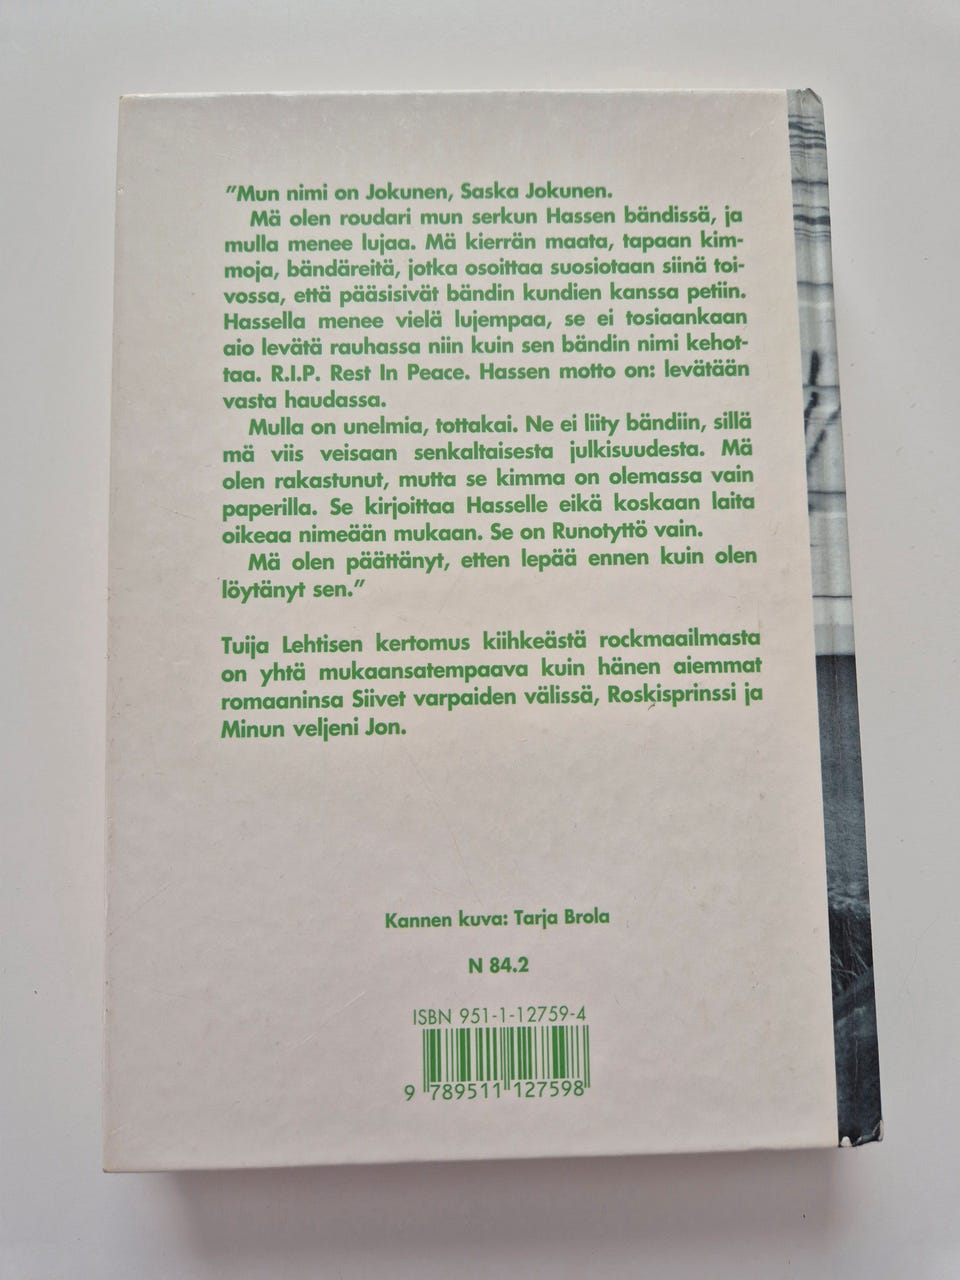 ”Mun nimi on Jokunen, Saska Jokunen.
Mä olen roudari mun serkun Hassen bändissä, ja
mulla menee lujaa. Mä kierrän maata, tapaan kim-
moja, bändäreitä, jotka osoittaa suosiotaan siinä toi-
vossa, että pääsisivät bändin kundien kanssa petiin.
Hassella menee vielä lujempaa, se ei tosiaankaan
aio levätä rauhassa niin kuin sen bändin nimi kehot-
taa. R.I.P. Rest In Peace. Hassen motto on: levätään
vasta haudassa.
Mulla on unelmia, tottakai. Ne ei liity bändiin, sillä
mä viis veisaan senkaltaisesta julkisuudesta. Mä
olen rakastunut, mutta se kimma on olemassa vain
paperilla. Se kirjoittaa Hasselle eikä koskaan laita
oikeaa nimeään mukaan. Se on Runotyttö vain.
Mä olen päättänyt, etten lepää ennen kuin olen
löytänyt sen.”
Tuija Lehtisen kertomus kiihkeästä rockmaailmasta
on yhtä mukaansatempaava kuin hänen aiemmat
romaaninsa Siivet varpaiden välissä, Roskisprinssi ja
Minun veljeni Jon.
Kannen kuva: Tarja Brola
N 84.2
ISBN 951-1-12759-4
9 789511 127598